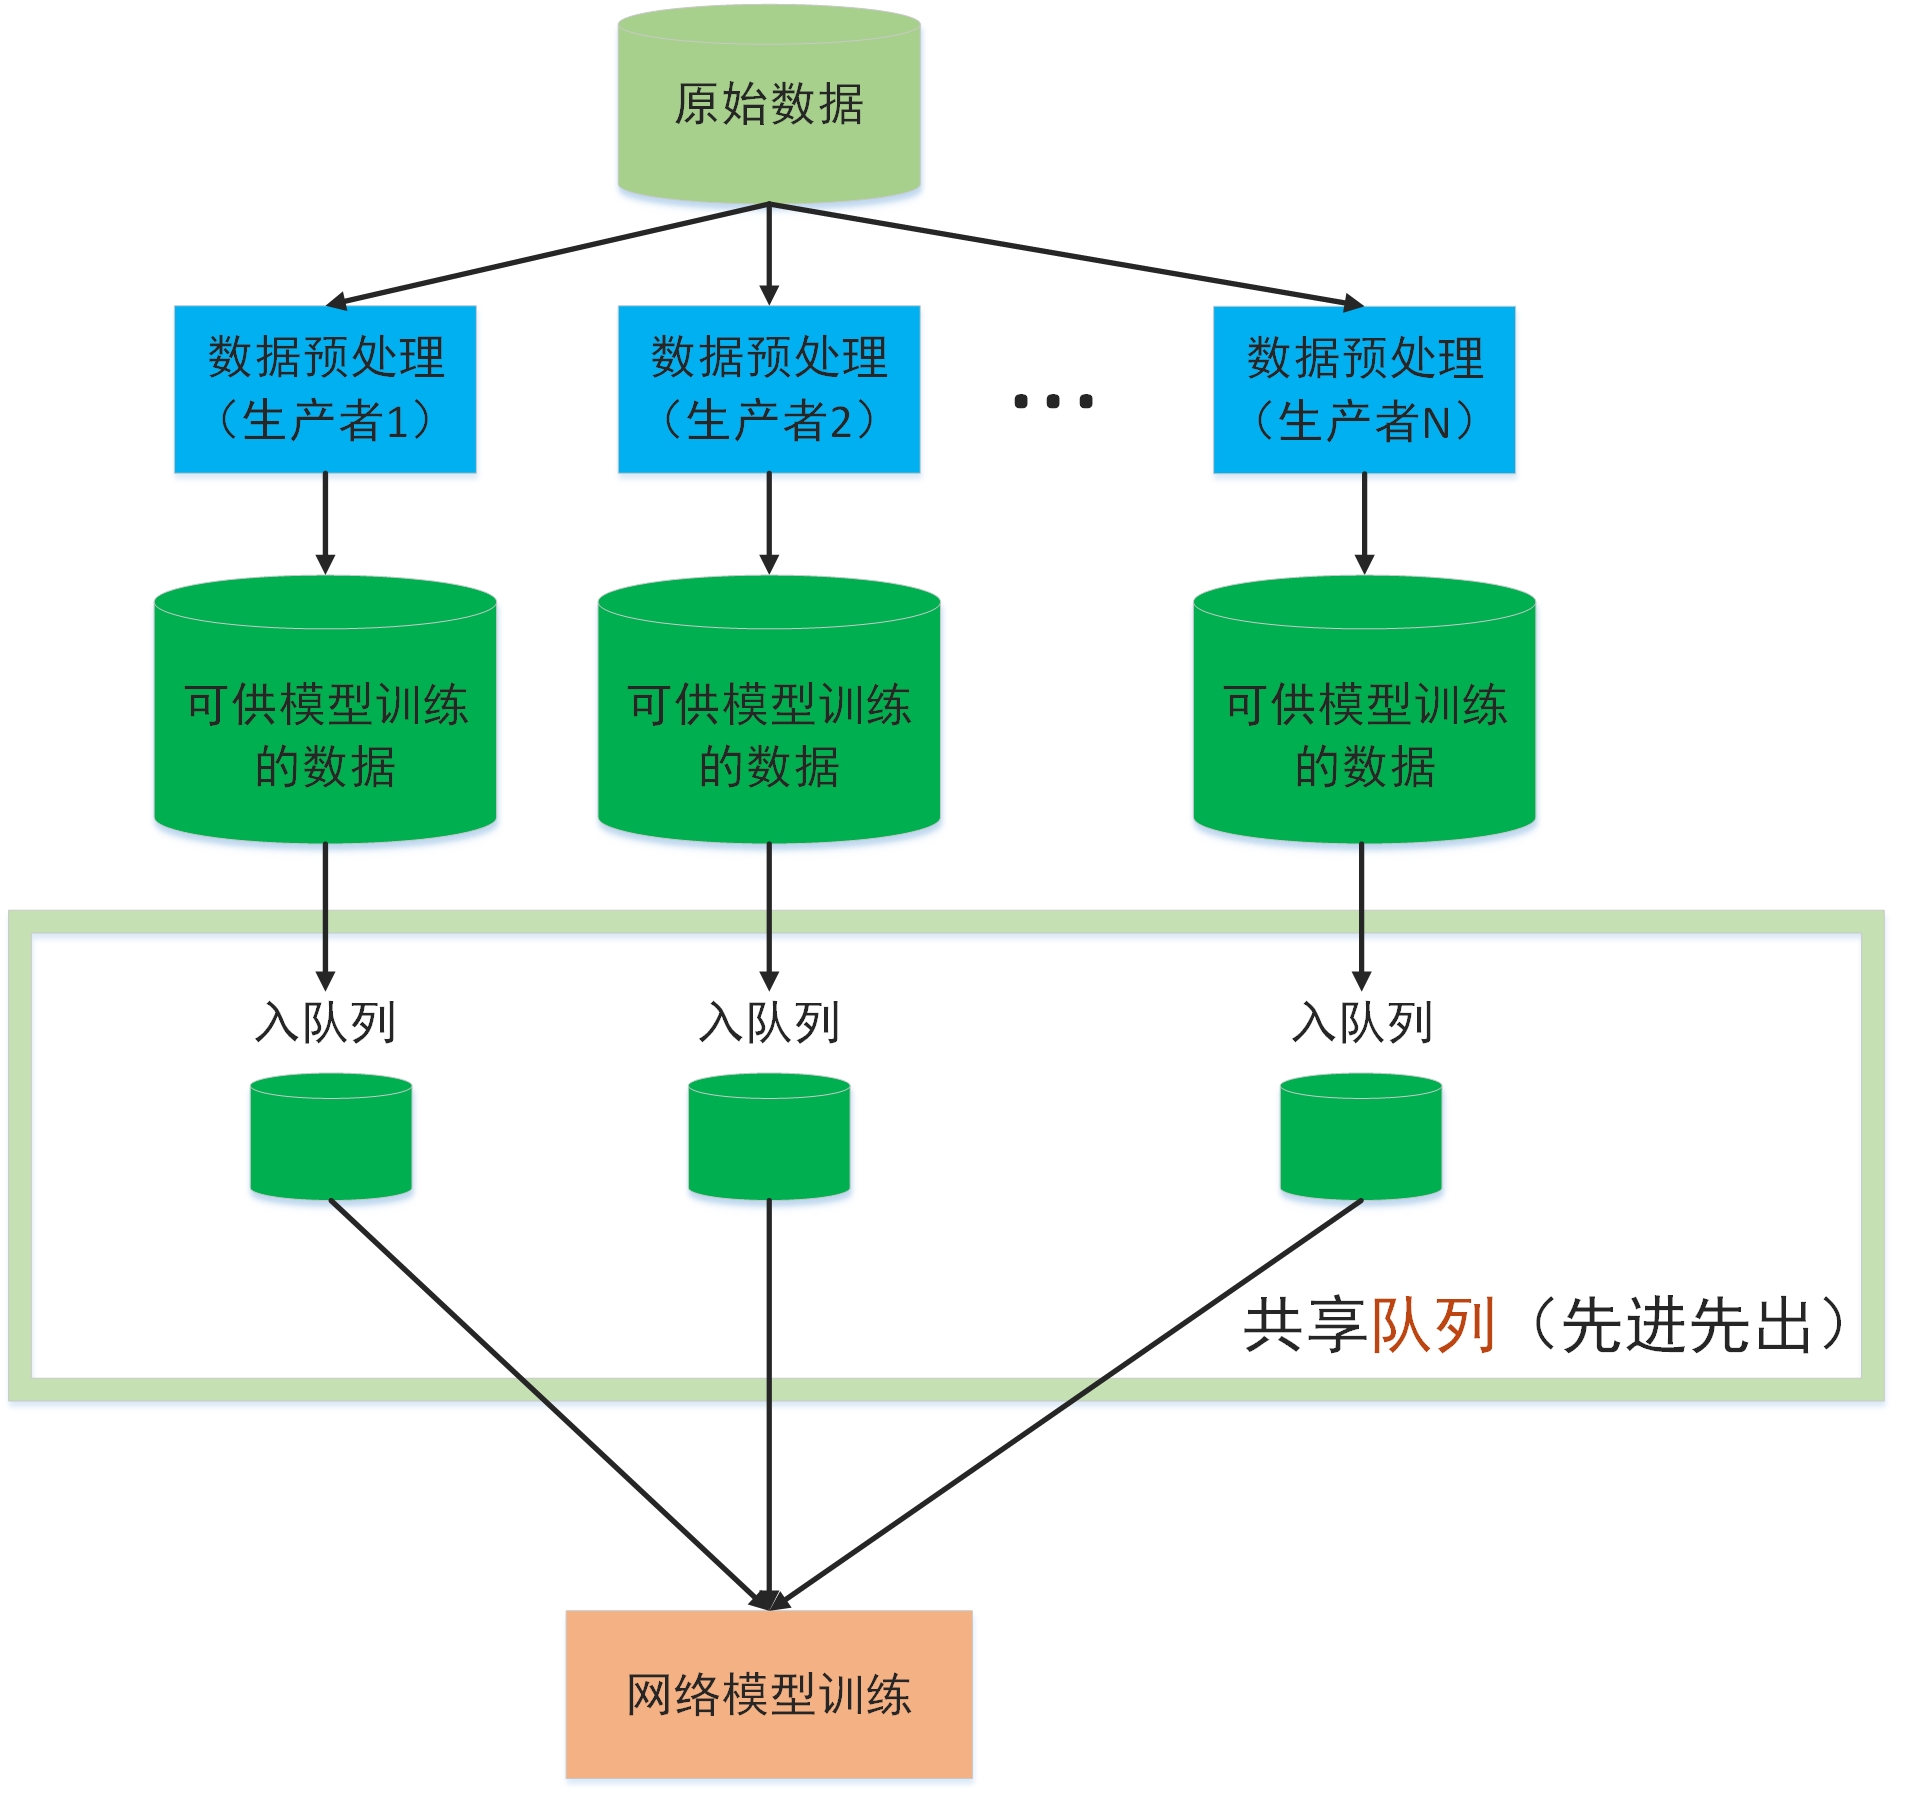 原始数据
数据预处理
（生产者1）
数据预处理
（生产者2）
...
数据预处理
（生产者N）
可供模型训练
的数据
可供模型训练
的数据
可供模型训练
的数据
入队列
入队列
入队列
共享队列（先进先出）
网络模型训练